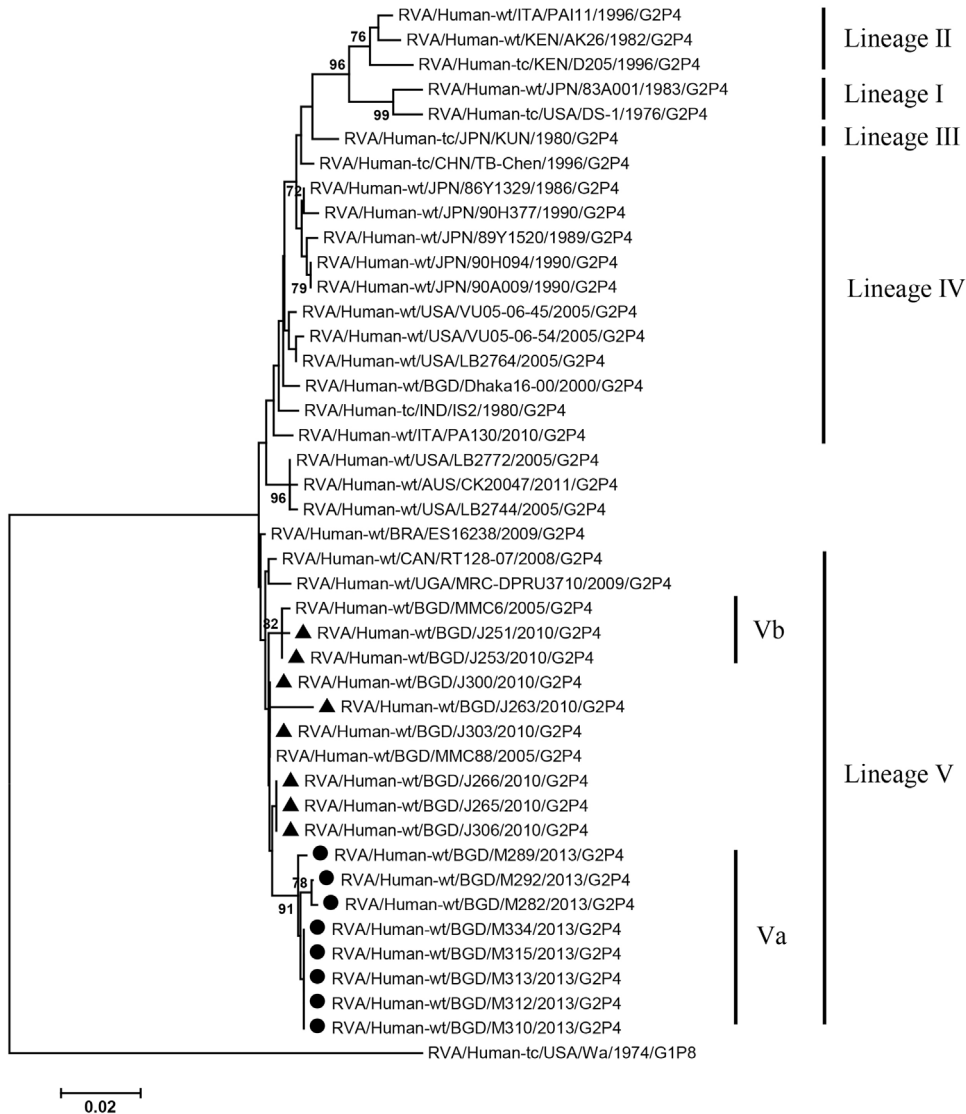 RVA/Human-wt/ITA/PAI11/1996/G2P4
76
RVA/Human-wt/KEN/AK26/1982/G2P4
Lineage II
96
RVA/Human-tc/KEN/D205/1996/G2P4
RVA/Human-wt/JPN/83A001/1983/G2P4
Lineage I
99
RVA/Human-tc/USA/DS-1/1976/G2P4
RVA/Human-tc/JPN/KUN/1980/G2P4
Lineage III
RVA/Human-tc/CHN/TB-Chen/1996/G2P4
72
RVA/Human-wt/JPN/86Y1329/1986/G2P4
RVA/Human-wt/JPN/90H377/1990/G2P4
RVA/Human-wt/JPN/89Y1520/1989/G2P4
RVA/Human-wt/JPN/90H094/1990/G2P4
79
RVA/Human-wt/JPN/90A009/1990/G2P4
Lineage IV
RVA/Human-wt/USA/VU05-06-45/2005/G2P4
RVA/Human-wt/USA/VU05-06-54/2005/G2P4
RVA/Human-wt/USA/LB2764/2005/G2P4
RVA/Human-wt/BGD/Dhaka16-00/2000/G2P4
RVA/Human-tc/IND/IS2/1980/G2P4
RVA/Human-wt/ITA/PA130/2010/G2P4
RVA/Human-wt/USA/LB2772/2005/G2P4
RVA/Human-wt/AUS/CK20047/2011/G2P4
96
RVA/Human-wt/USA/LB2744/2005/G2P4
RVA/Human-wt/BRA/ES16238/2009/G2P4
RVA/Human-wt/CAN/RT128-07/2008/G2P4
RVA/Human-wt/UGA/MRC-DPRU3710/2009/G2P4
RVA/Human-wt/BGD/MMC6/2005/G2P4
82
RVA/Human-wt/BGD/J251/2010/G2P4
Vb
RVA/Human-wt/BGD/J253/2010/G2P4
RVA/Human-wt/BGD/J300/2010/G2P4
RVA/Human-wt/BGD/J263/2010/G2P4
RVA/Human-wt/BGD/J303/2010/G2P4
RVA/Human-wt/BGD/MMC88/2005/G2P4
Lineage V
RVA/Human-wt/BGD/J266/2010/G2P4
RVA/Human-wt/BGD/J265/2010/G2P4
RVA/Human-wt/BGD/J306/2010/G2P4
RVA/Human-wt/BGD/M289/2013/G2P4
78
RVA/Human-wt/BGD/M292/2013/G2P4
91
RVA/Human-wt/BGD/M282/2013/G2P4
RVA/Human-wt/BGD/M334/2013/G2P4
Va
RVA/Human-wt/BGD/M315/2013/G2P4
RVA/Human-wt/BGD/M313/2013/G2P4
RVA/Human-wt/BGD/M312/2013/G2P4
RVA/Human-wt/BGD/M310/2013/G2P4
RVA/Human-tc/USA/Wa/1974/G1P8
0.02